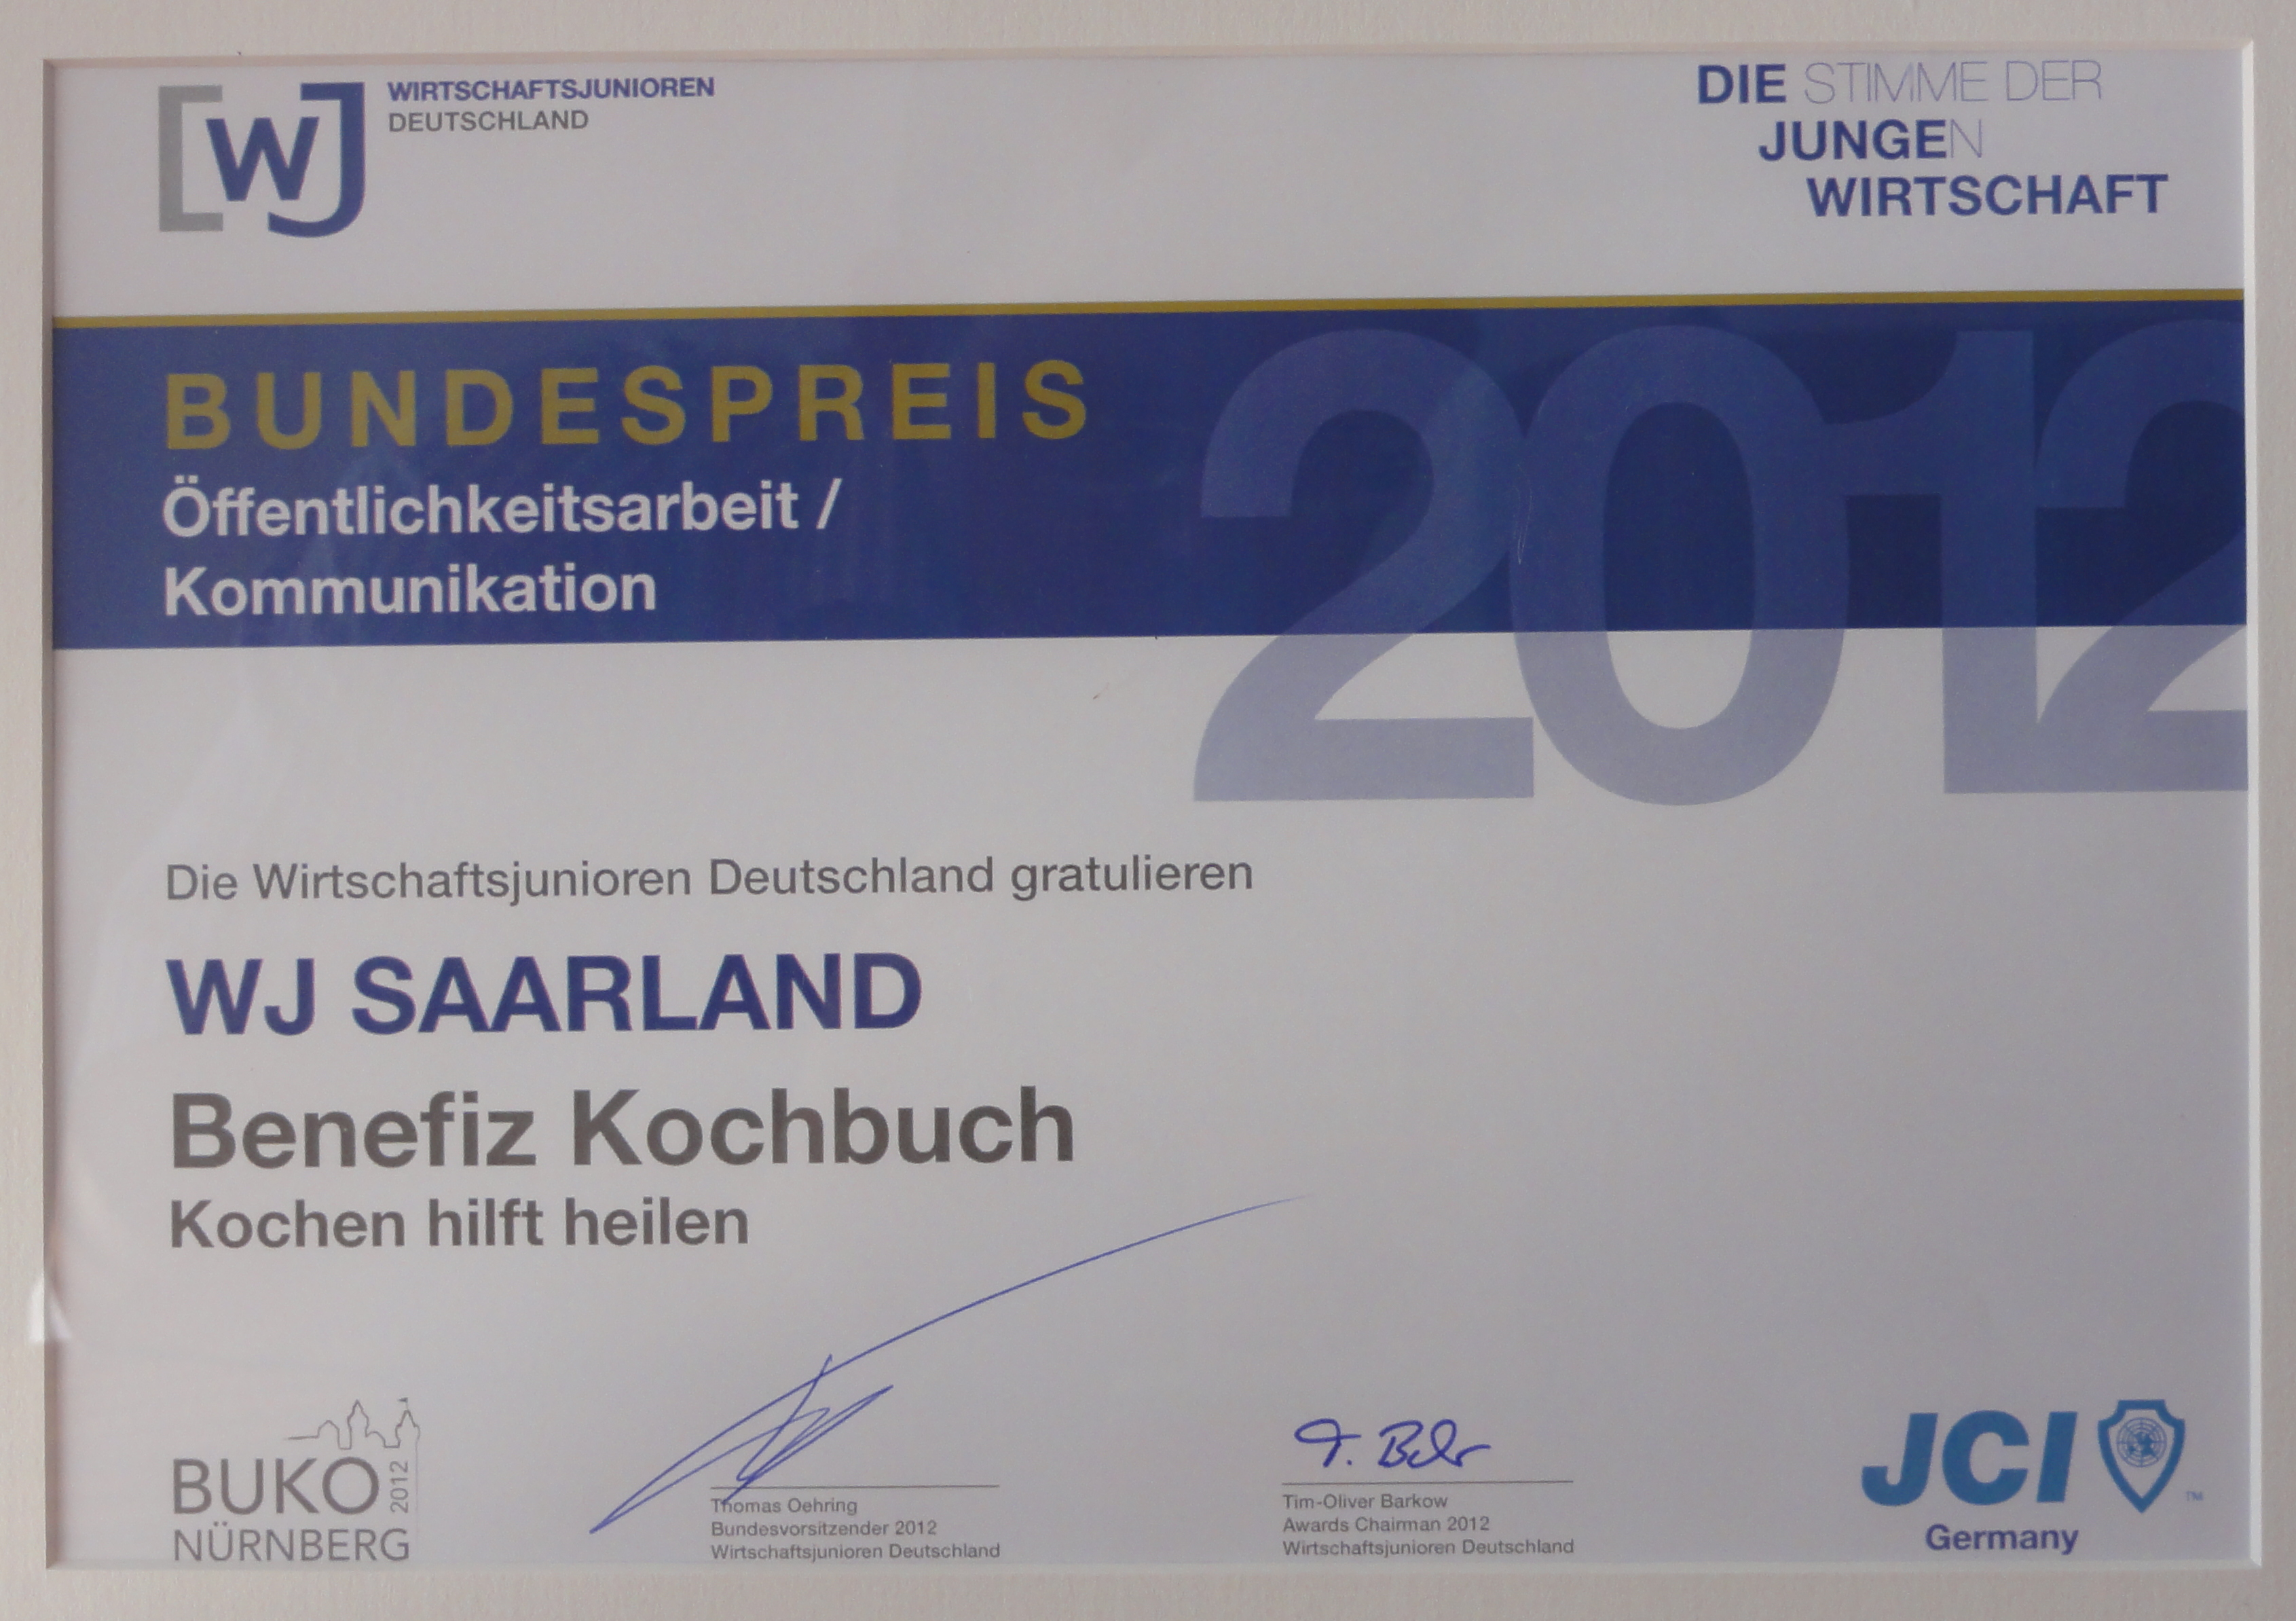 WJ
WIRTSCHAFTSJUNIOREN
DEUTSCHLAND
DIE STIMME DER
JUNGEN
WIRTSCHAFT
BUNDESPREIS
Öffentlichkeitsarbeit /
Kommunikation
2012
Die Wirtschaftsjunioren Deutschland gratulieren
WJ SAARLAND
Benefiz Kochbuch
Kochen hilft heilen
BUKO
2012
NÜRNBERG
Thomas Oehring
Bundesvorsitzender 2012
Wirtschaftsjunioren Deutschland
Tim-Oliver Barkow
Awards Chairman 2012
Wirtschaftsjunioren Deutschland
JCI
TM
Germany